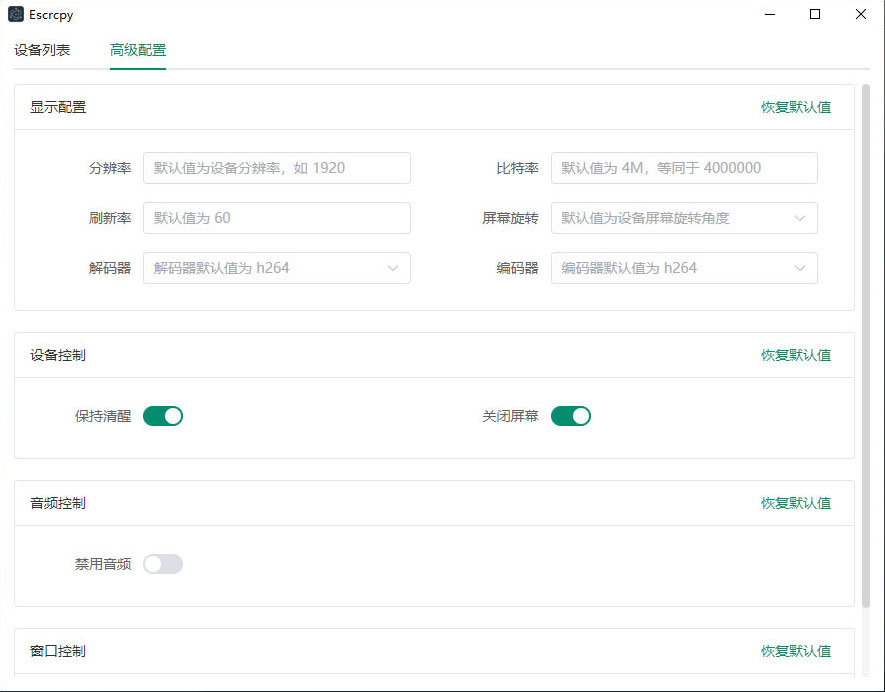 Escrcpy
设备列表 高级配置
显示配置 恢复默认值
分辨率 默认值为设备分辨率，如 1920 比特率 默认值为 4M，等同于 4000000
刷新率 默认值为 60 屏幕旋转 默认值为设备屏幕旋转角度
解码器 解码器默认值为 h264 编码器 编码器默认值为 h264
设备控制 恢复默认值
保持清醒 关闭屏幕
音频控制 恢复默认值
禁用音频
窗口控制 恢复默认值